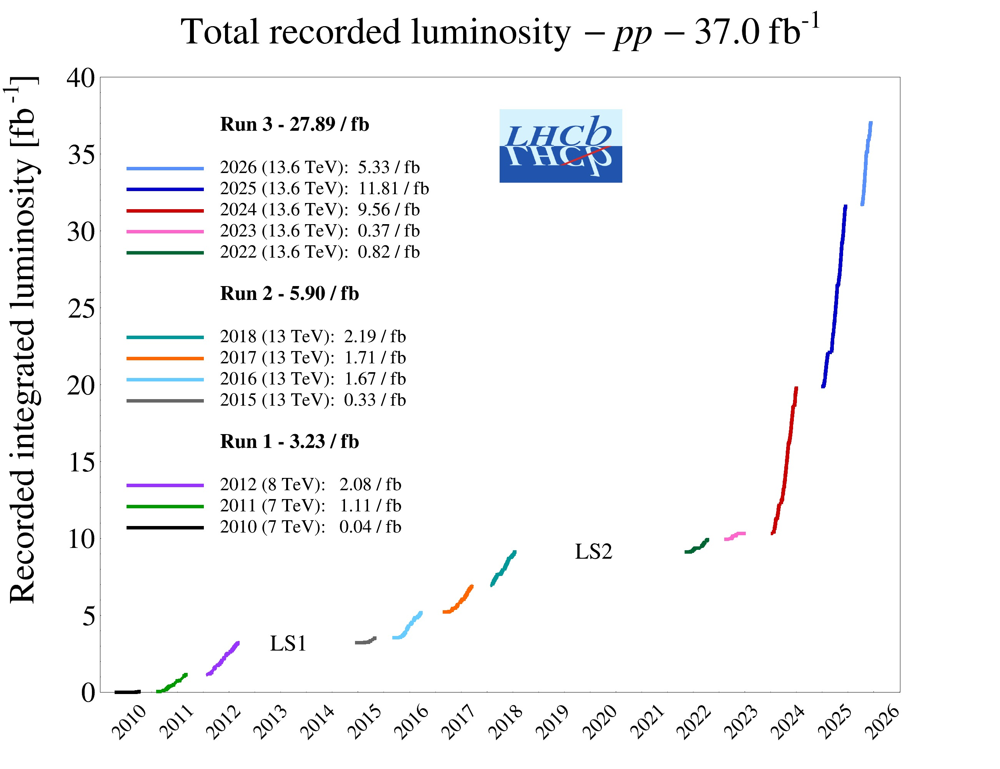 Total recorded luminosity – pp – 37.0 fb-1
Recorded integrated luminosity [fb-1]
40
35
30
25
20
15
10
5
0
Run 3 - 27.89 / fb
2026 (13.6 TeV): 5.33 / fb
2025 (13.6 TeV): 11.81 / fb
2024 (13.6 TeV): 9.56 / fb
2023 (13.6 TeV): 0.37 / fb
2022 (13.6 TeV): 0.82 / fb
Run 2 - 5.90 / fb
2018 (13 TeV): 2.19 / fb
2017 (13 TeV): 1.71 / fb
2016 (13 TeV): 1.67 / fb
2015 (13 TeV): 0.33 / fb
Run 1 - 3.23 / fb
2012 (8 TeV): 2.08 / fb
2011 (7 TeV): 1.11 / fb
2010 (7 TeV): 0.04 / fb
LHCb
LS1
LS2
2010 2011 2012 2013 2014 2015 2016 2017 2018 2019 2020 2021 2022 2023 2024 2025 2026